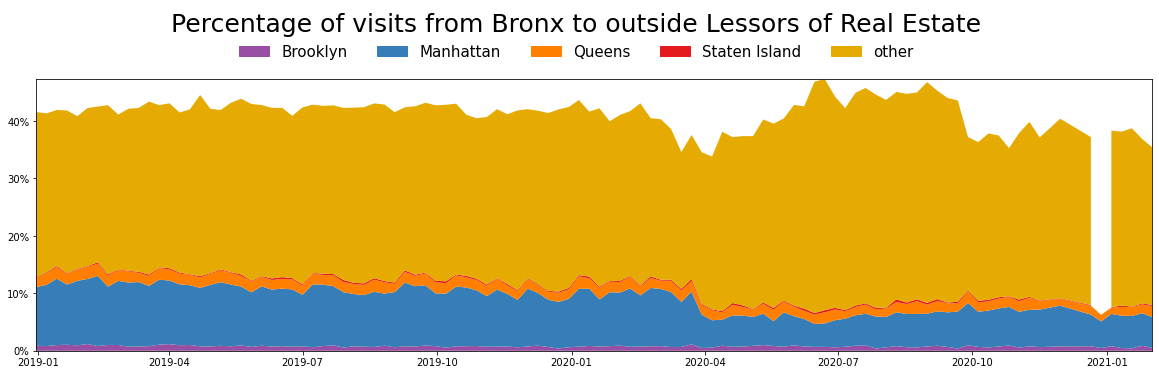 Percentage of visits from Bronx to outside Lessors of Real Estate
Brooklyn Manhattan Queens Staten Island other
40%
30%
20%
10%
0%
2019-01 2019-04 2019-07 2019-10 2020-01 2020-04 2020-07 2020-10 2021-01